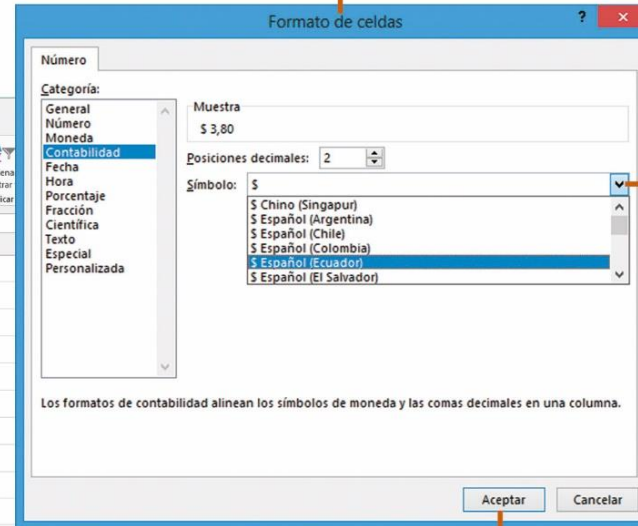 Formato de celdas
?
Número
Categoría:
General
Número
Moneda
Contabilidad
Fecha
Hora
Porcentaje
Fracción
Científica
Texto
Especial
Personalizada
Muestra
$ 3,80
Posiciones decimales: 2
Símbolo: $
$ Chino (Singapur)
$ Español (Argentina)
$ Español (Chile)
$ Español (Colombia)
$ Español (Ecuador)
$ Español (El Salvador)
Los formatos de contabilidad alinean los símbolos de moneda y las comas decimales en una columna.
Aceptar
Cancelar